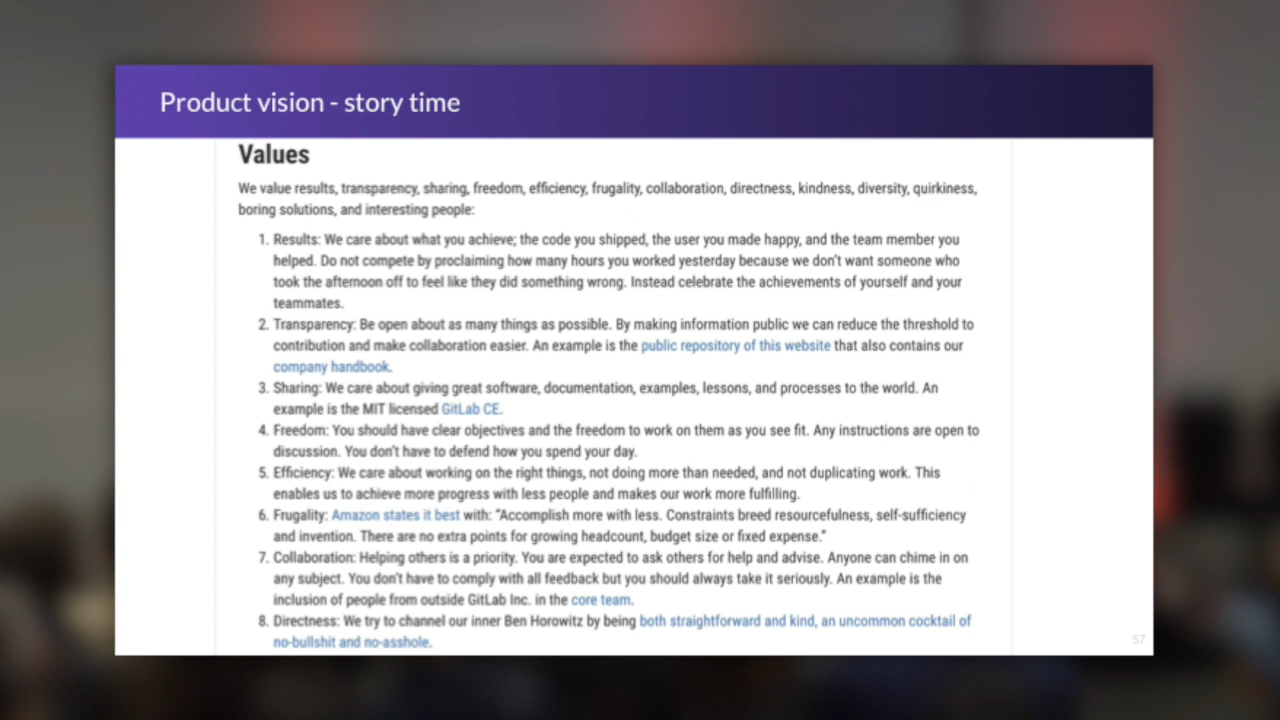 Product vision - story time
Values
We value results, transparency, sharing, freedom, efficiency, frugality, collaboration, directness, kindness, diversity, quirkiness,
boring solutions, and interesting people:
1. Results: We care about what you achieve; the code you shipped, the user you made happy, and the team member you
helped. Do not compete by proclaiming how many hours you worked yesterday because we don't want someone who
took the afternoon off to feel like they did something wrong. Instead celebrate the achievements of yourself and your
teammates.
2. Transparency: Be open about as many things as possible. By making information public we can reduce the threshold to
contribution and make collaboration easier. An example is the public repository of this website that also contains our
company handbook.
3. Sharing: We care about giving great software, documentation, examples, lessons, and processes to the world. An
example is the MIT licensed GitLab CE.
4. Freedom: You should have clear objectives and the freedom to work on them as you see fit. Any instructions are open to
discussion. You don't have to defend how you spend your day.
5. Efficiency: We care about working on the right things, not doing more than needed, and not duplicating work. This
enables us to achieve more progress with less people and makes our work more fulfilling.
6. Frugality: Amazon states it best with: “Accomplish more with less. Constraints breed resourcefulness, self-sufficiency
and invention. There are no extra points for growing headcount, budget size or fixed expense.”
7. Collaboration: Helping others is a priority. You are expected to ask others for help and advise. Anyone can chime in on
any subject. You don't have to comply with all feedback but you should always take it seriously. An example is the
inclusion of people from outside GitLab Inc. in the core team.
8. Directness: We try to channel our inner Ben Horowitz by being both straightforward and kind, an uncommon cocktail of
no-bullshit and no-asshole.
57